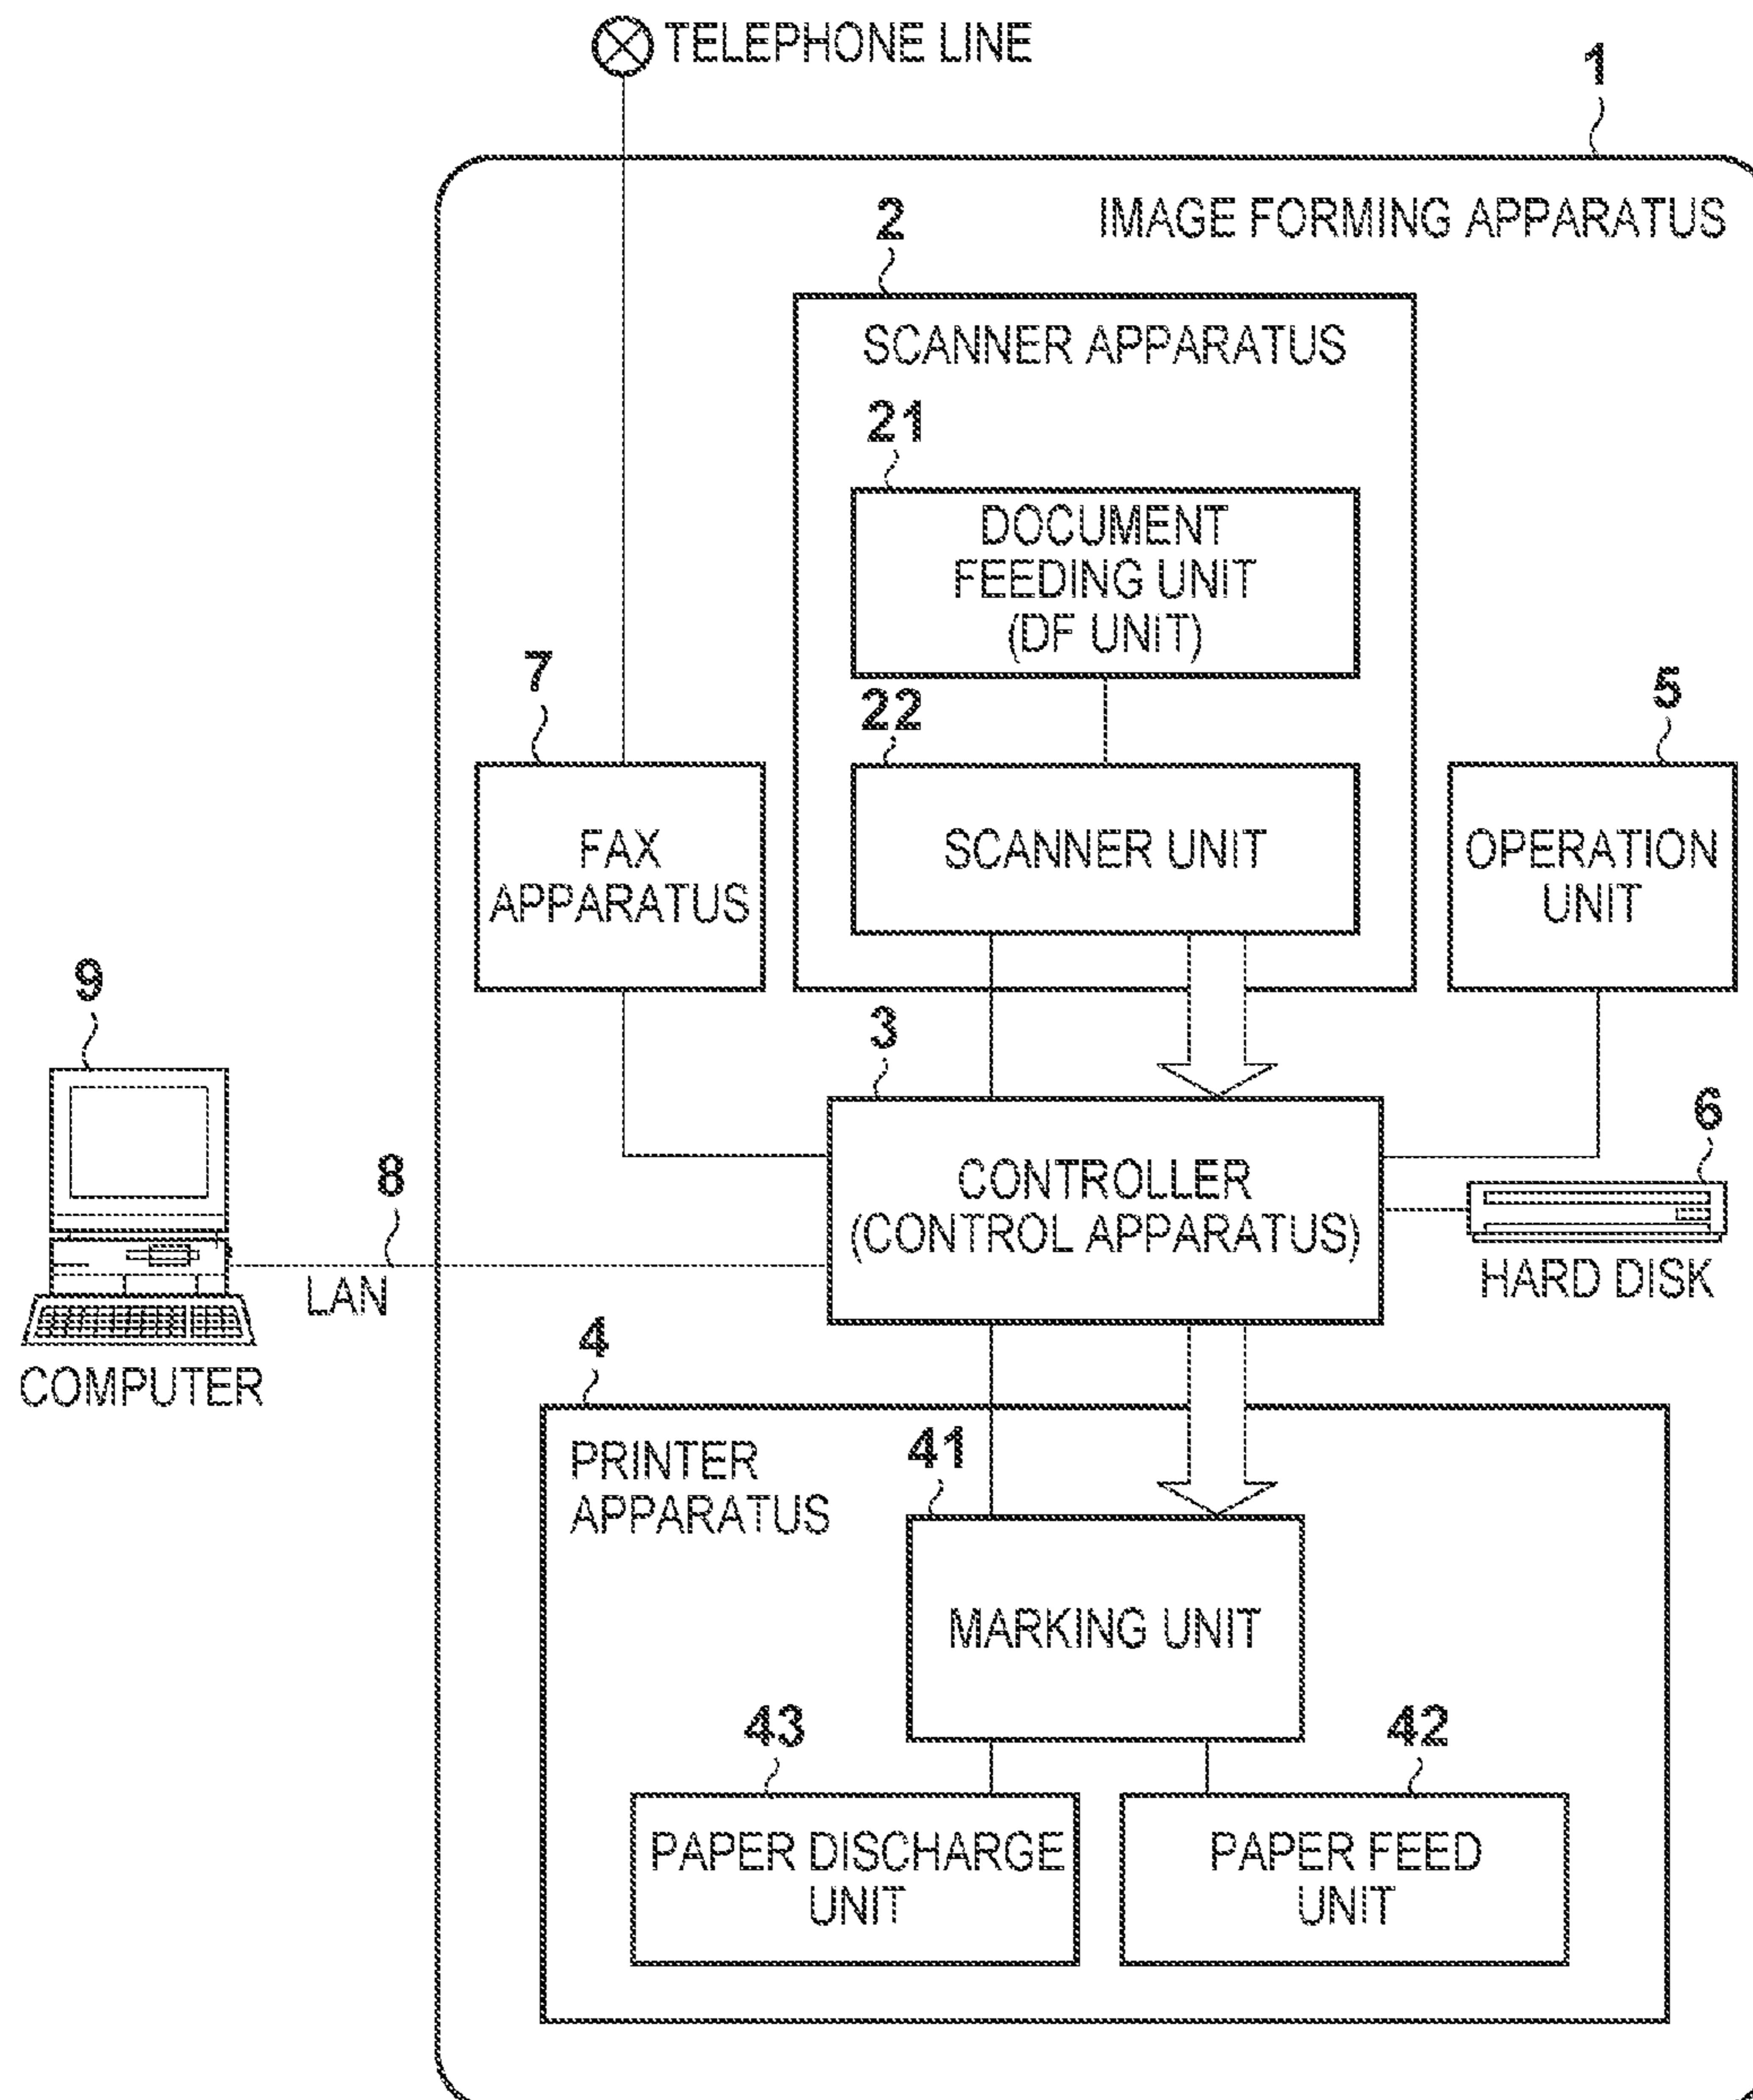 TELEPHONE LINE
1
IMAGE FORMING APPARATUS
2
SCANNER APPARATUS
21
DOCUMENT
FEEDING UNIT
(DF UNIT)
7
22
5
FAX
APPARATUS
SCANNER UNIT
OPERATION
UNIT
9
3
6
8
CONTROLLER
(CONTROL APPARATUS)
LAN
HARD DISK
COMPUTER
4
PRINTER
APPARATUS
41
MARKING UNIT
43
42
PAPER DISCHARGE
UNIT
PAPER FEED
UNIT